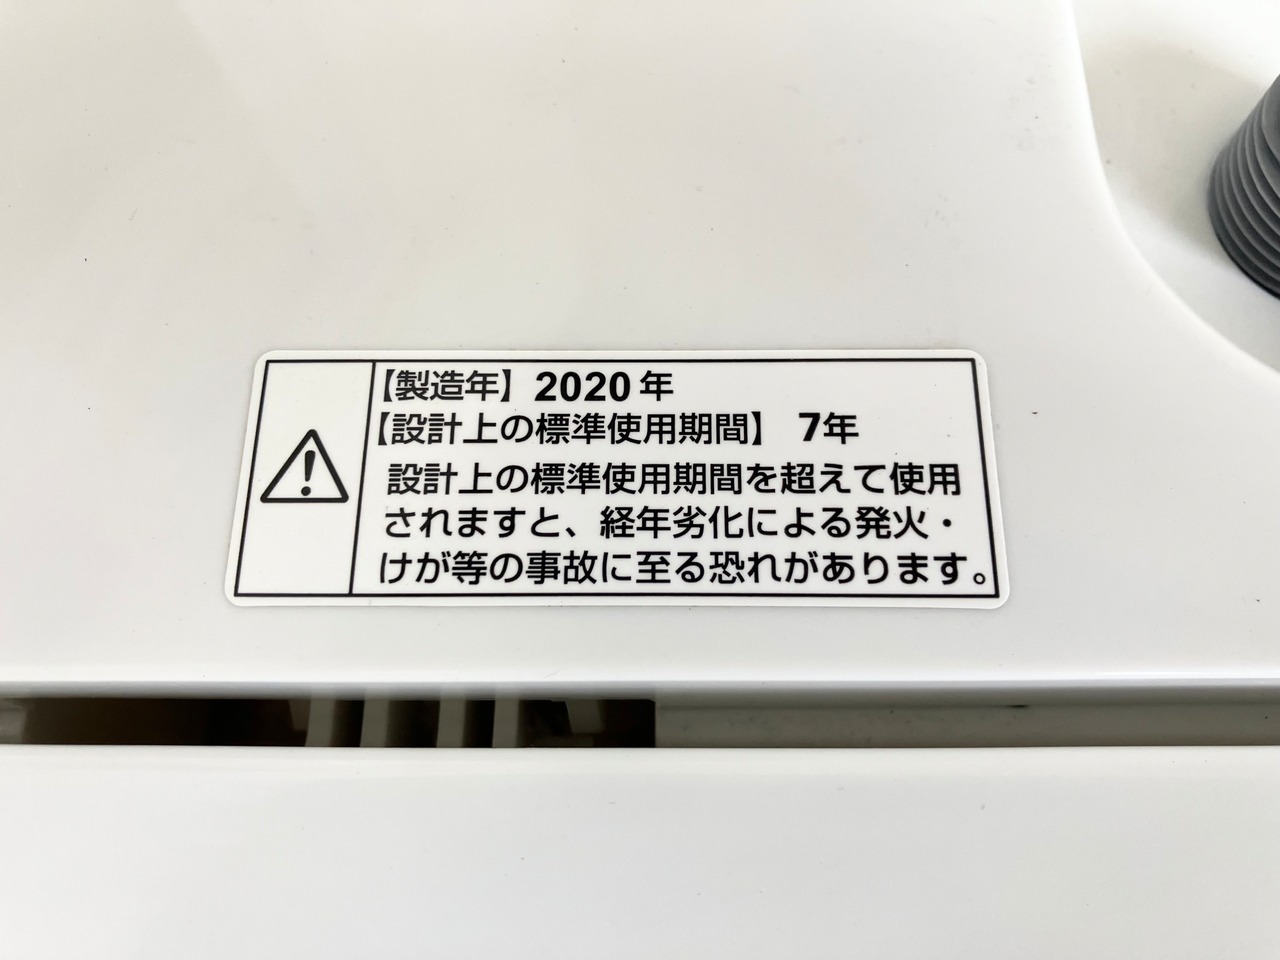 【製造年】 2020年
【設計上の標準使用期間】 7年
設計上の標準使用期間を超えて使用
されますと、経年劣化による発火・
けが等の事故に至る恐れがあります。